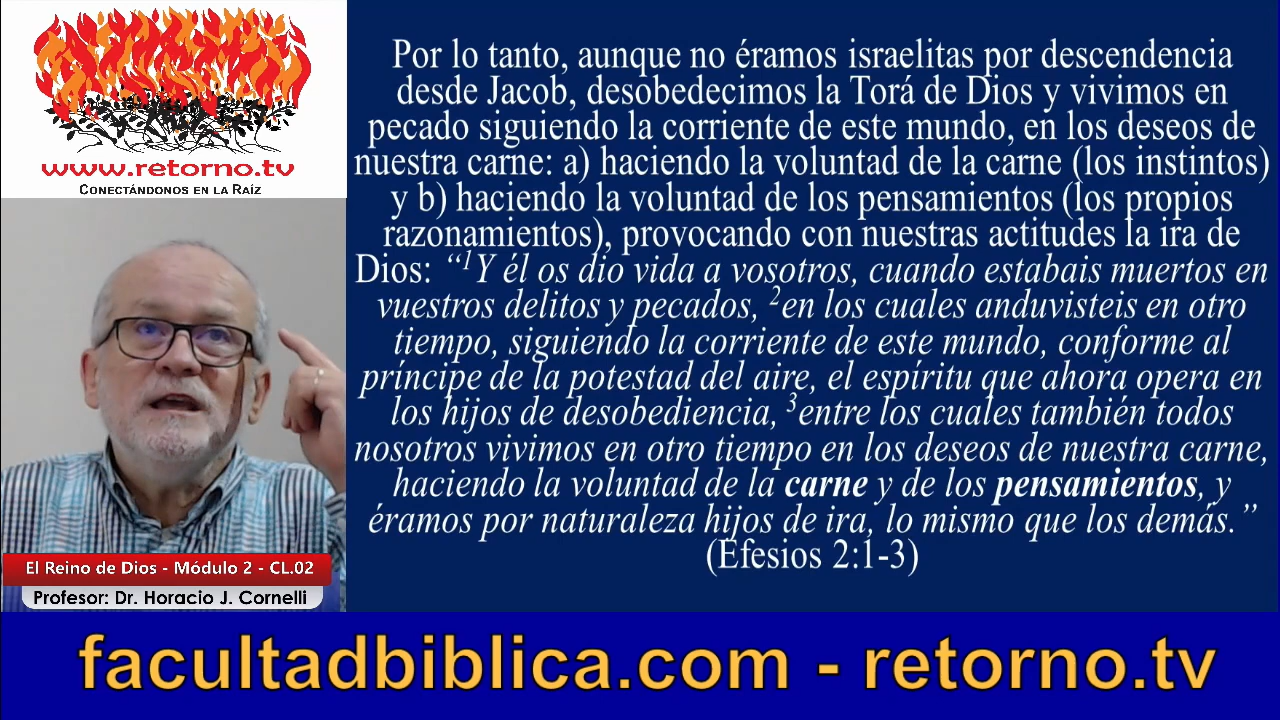 www.retorno.tv
CONECTÁNDONOS EN LA RAÍZ
El Reino de Dios - Módulo 2 - CL.02
Profesor: Dr. Horacio J. Cornelli
Por lo tanto, aunque no éramos israelitas por descendencia
desde Jacob, desobedecimos la Torá de Dios y vivimos en
pecado siguiendo la corriente de este mundo, en los deseos de
nuestra carne: a) haciendo la voluntad de la carne (los instintos)
y b) haciendo la voluntad de los pensamientos (los propios
razonamientos), provocando con nuestras actitudes la ira de
Dios: “¹Y él os dio vida a vosotros, cuando estabais muertos en
vuestros delitos y pecados, ²en los cuales anduvisteis en otro
tiempo, siguiendo la corriente de este mundo, conforme al
príncipe de la potestad del aire, el espíritu que ahora opera en
los hijos de desobediencia, ³entre los cuales también todos
nosotros vivimos en otro tiempo en los deseos de nuestra carne,
haciendo la voluntad de la carne y de los pensamientos, y
éramos por naturaleza hijos de ira, lo mismo que los demás.”
(Efesios 2:1-3)
facultadbiblica.com - retorno.tv